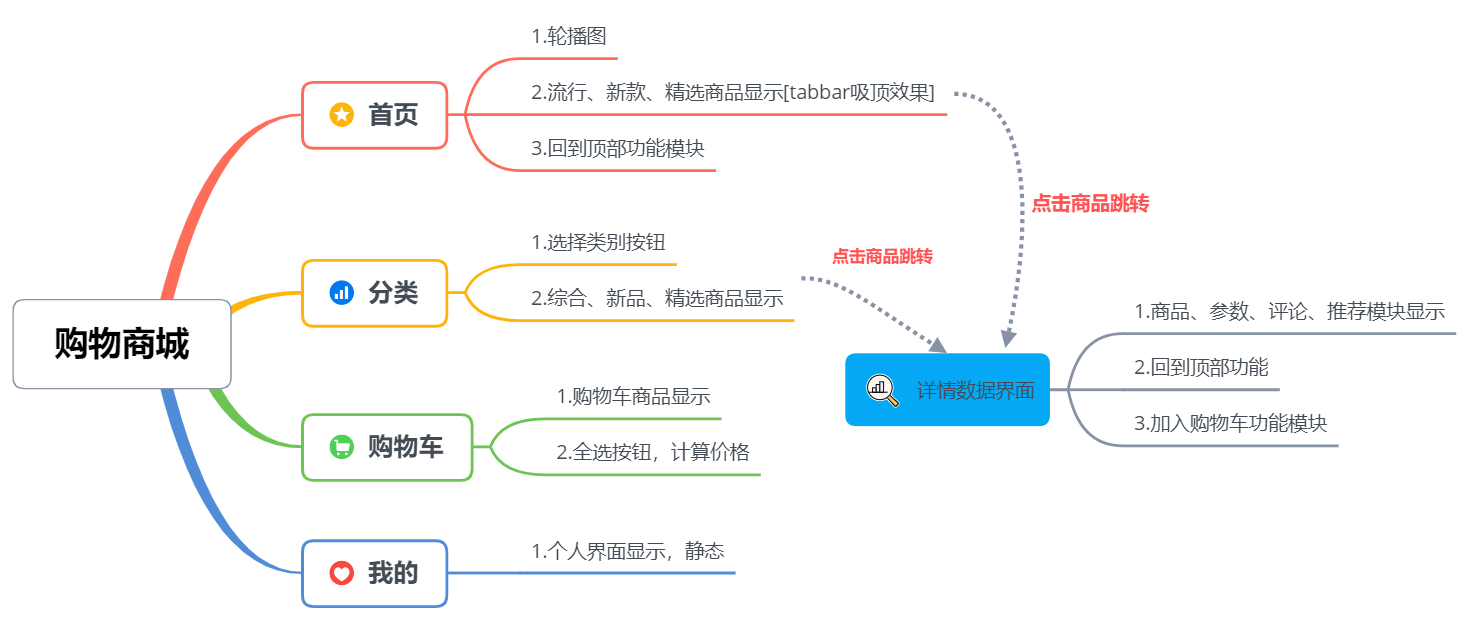 购物商城
首页
1.轮播图
2.流行、新款、精选商品显示[tabbar吸顶效果]
3.回到顶部功能模块
点击商品跳转
分类
1.选择类别按钮
2.综合、新品、精选商品显示
点击商品跳转
详情数据界面
1.商品、参数、评论、推荐模块显示
2.回到顶部功能
3.加入购物车功能模块
购物车
1.购物车商品显示
2.全选按钮，计算价格
我的
1.个人界面显示，静态